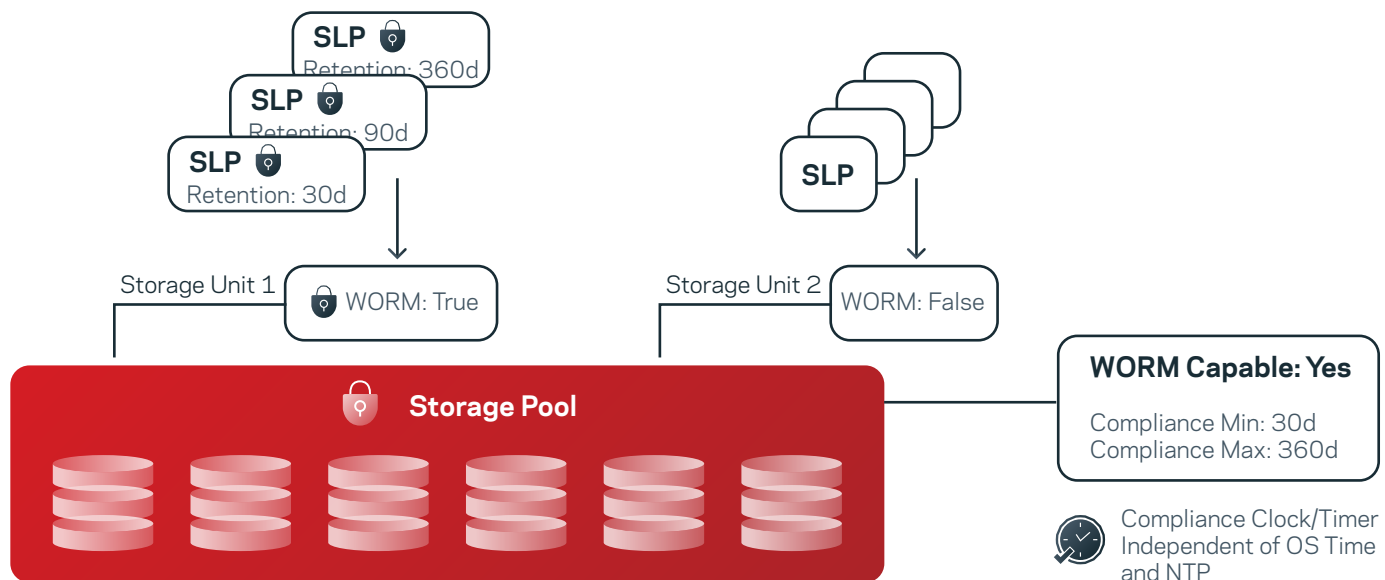 SLP
Retention: 360d
SLP
Retention: 90d
SLP
Retention: 30d
SLP
Storage Unit 1
WORM: True
Storage Unit 2
WORM: False
Storage Pool
WORM Capable: Yes
Compliance Min: 30d
Compliance Max: 360d
Compliance Clock/Timer
Independent of OS Time
and NTP